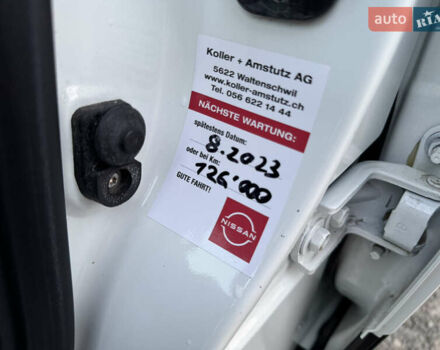 auto RIA
Koller + Amstutz AG
5622 Waltenschwil
www.koller-amstutz.ch
Tel. 056 622 14 44
NÄCHSTE WARTUNG:
spätestens Datum:
8.2023
oder bei Km:
126'000
GUTE FAHRT!
NISSAN